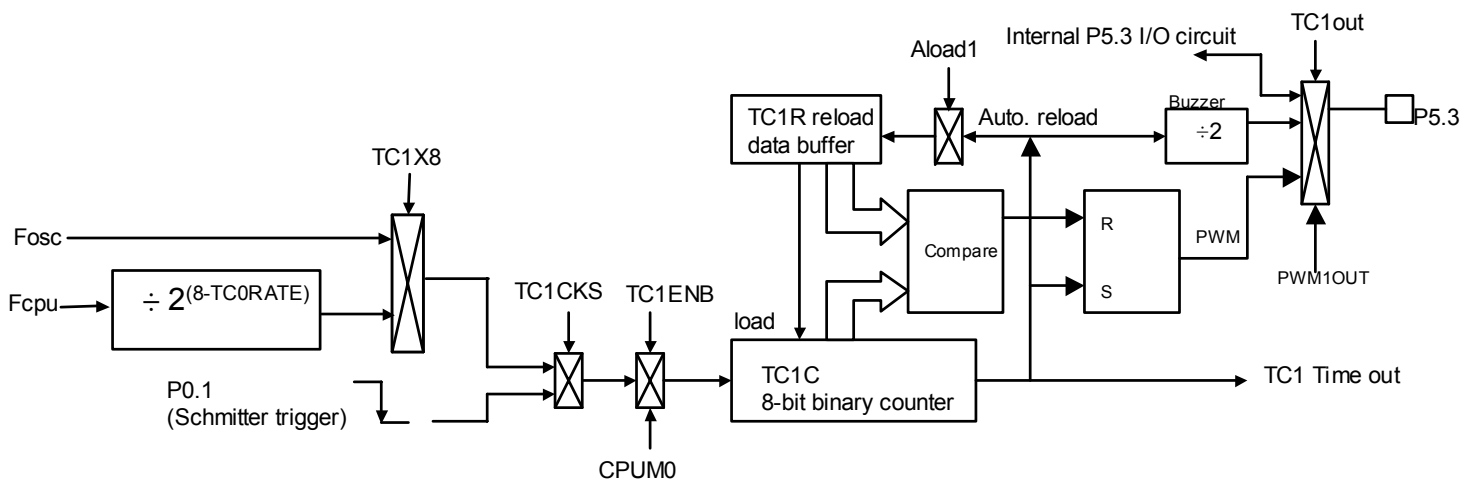 TC1out
Internal P5.3 I/O circuit
Aload1
Buzzer
TC1R reload
data buffer
Auto. reload
÷2
P5.3
TC1X8
Fosc
R
Compare
PWM
Fcpu
÷ 2(8-TC0RATE)
TC1CKS
TC1ENB
S
PWM1OUT
load
P0.1
(Schmitter trigger)
TC1C
8-bit binary counter
TC1 Time out
CPUM0